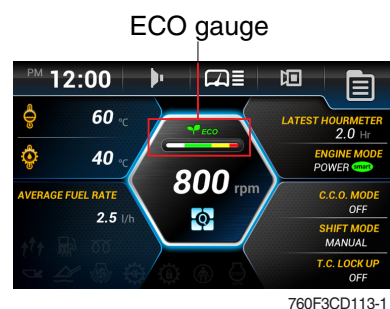 ECO gauge
PM 12:00
60 °C
ECO
LATEST HOURMETER
2.0 Hr
40 °C
ENGINE MODE
POWER smart
800 rpm
AVERAGE FUEL RATE
2.5 l/h
Q
C.C.O. MODE
OFF
SHIFT MODE
MANUAL
T.C. LOCK UP
OFF
760F3CD113-1